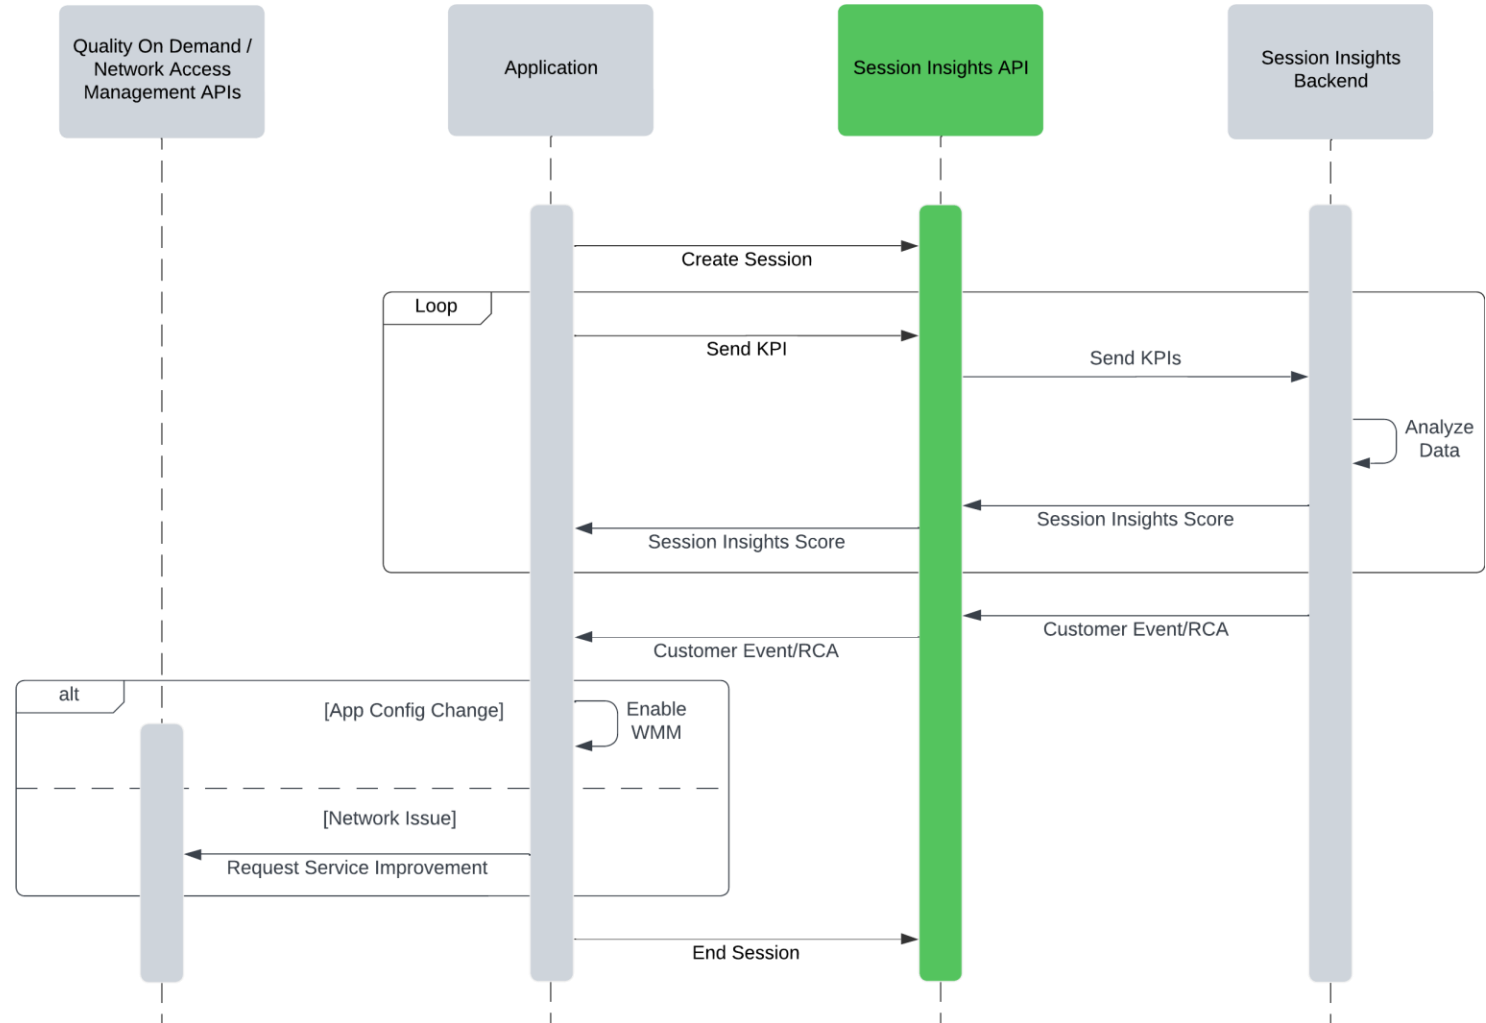 Quality On Demand /
Network Access
Management APIs
Application
Session Insights API
Session Insights
Backend
Create Session
Loop
Send KPI
Send KPIs
Analyze
Data
Session Insights Score
Session Insights Score
Customer Event/RCA
Customer Event/RCA
alt
[App Config Change]
Enable
WMM
[Network Issue]
Request Service Improvement
End Session